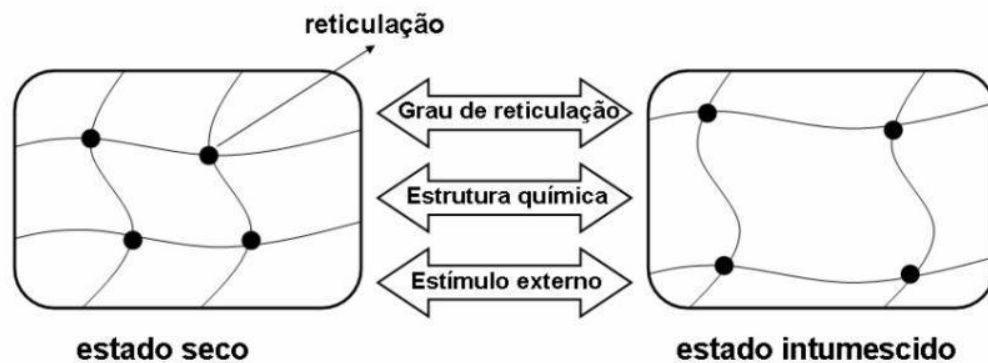 reticulação
Grau de reticulação
Estrutura química
Estímulo externo
estado seco
estado intumescido